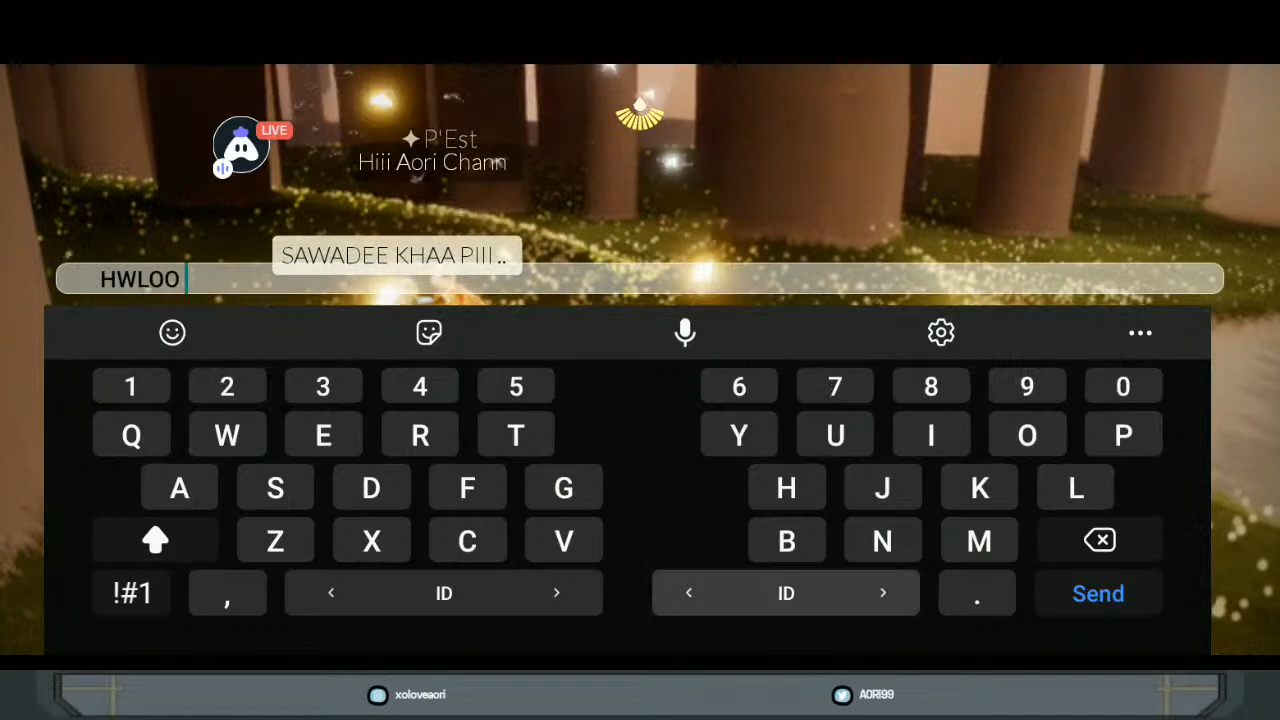 LIVE
✦P'Est
Hiii Aori Chann
SAWADEE KHAA PIII..
HWLOO
1 2 3 4 5 6 7 8 9 0
Q W E R T Y U I O P
A S D F G H J K L
Z X C V B N M
!#1 , < ID > < ID > . Send
xoloveaori AORI99